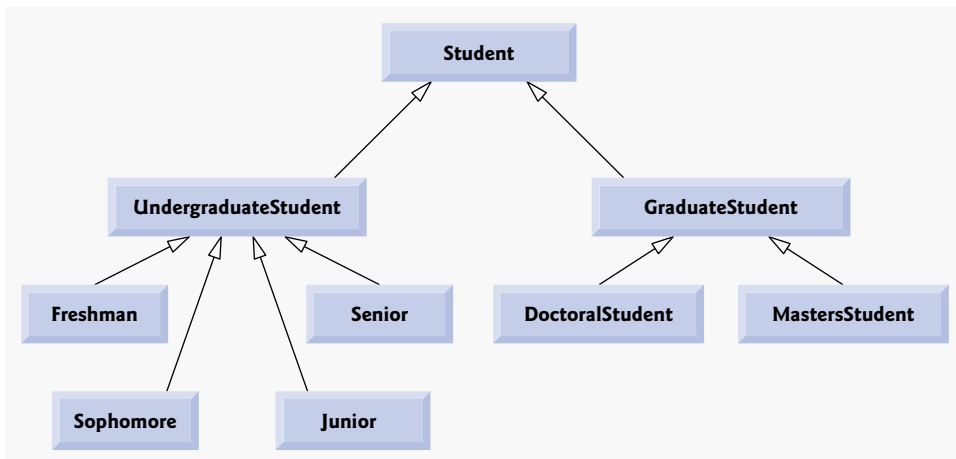 Student
UndergraduateStudent
GraduateStudent
Freshman
Senior
DoctoralStudent
MastersStudent
Sophomore
Junior